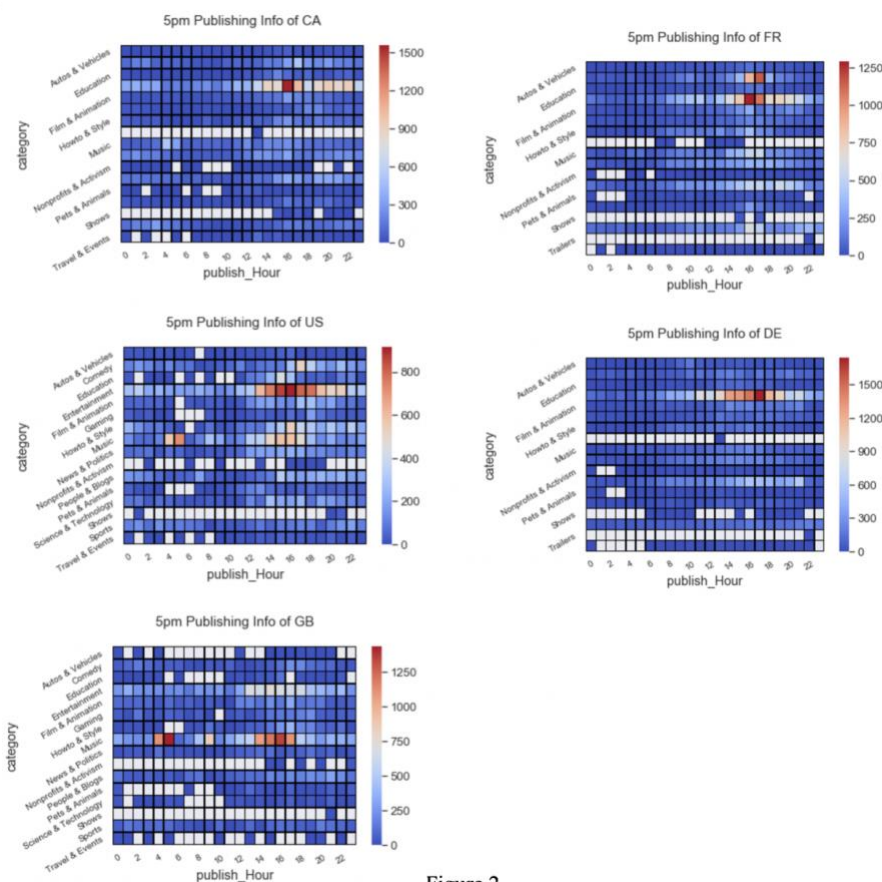 5pm Publishing Info of CA
category
Autos & Vehicles
Education
Film & Animation
Howto & Style
Music
Nonprofits & Activism
Pets & Animals
Shows
Travel & Events
0 2 4 6 8 10 12 14 16 18 20 22
publish_Hour
1500
1200
900
600
300
0
5pm Publishing Info of FR
category
Autos & Vehicles
Education
Film & Animation
Howto & Style
Music
Nonprofits & Activism
Pets & Animals
Shows
Trailers
0 2 4 6 8 10 12 14 16 18 20 22
publish_Hour
1250
1000
750
500
250
0
5pm Publishing Info of US
category
Autos & Vehicles
Comedy
Education
Entertainment
Film & Animation
Gaming
Howto & Style
Music
News & Politics
Nonprofits & Activism
People & Blogs
Pets & Animals
Science & Technology
Shows
Sports
Travel & Events
0 2 4 6 8 10 12 14 16 18 20 22
publish_Hour
800
600
400
200
0
5pm Publishing Info of DE
category
Autos & Vehicles
Education
Film & Animation
Howto & Style
Music
Nonprofits & Activism
Pets & Animals
Shows
Trailers
0 2 4 6 8 10 12 14 16 18 20 22
publish_Hour
1500
1200
900
600
300
0
5pm Publishing Info of GB
category
Autos & Vehicles
Comedy
Education
Entertainment
Film & Animation
Gaming
Howto & Style
Music
News & Politics
Nonprofits & Activism
People & Blogs
Pets & Animals
Science & Technology
Shows
Sports
Travel & Events
0 2 4 6 8 10 12 14 16 18 20 22
publish_Hour
1250
1000
750
500
250
0
Figure 2